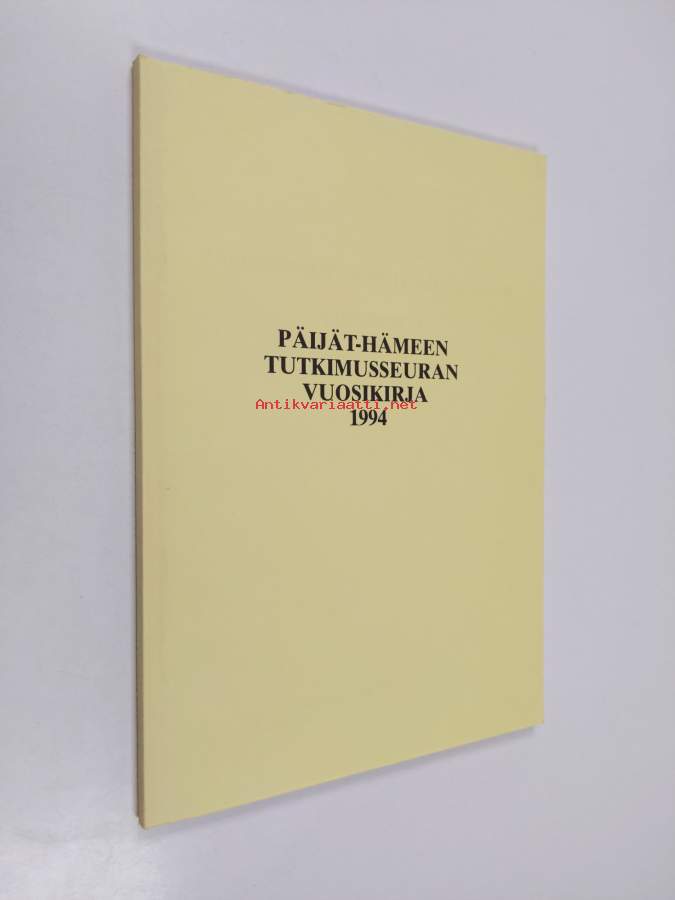 PÄIJÄT-HÄMEEN
TUTKIMUSSEURAN
VUOSIKIRJA
Antikvariaatti.net
1994